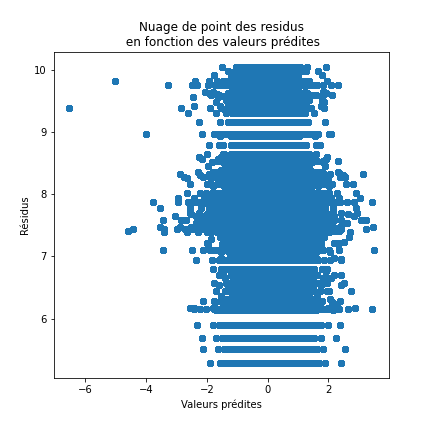 Nuage de point des residus
en fonction des valeurs prédites
10
9
8
7
6
Résidus
−6
−4
−2
0
2
Valeurs prédites